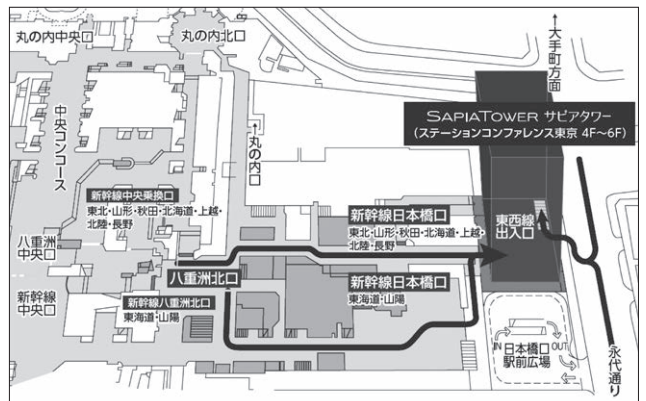 丸の内中央口
丸の内北口
↑大手町方面
SAPIATOWER サピアタワー
(ステーションコンファレンス東京 4F～6F)
中央コンコース
↑丸の内口
新幹線中央乗換口
東北・山形・秋田・北海道・上越・
北陸・長野
新幹線日本橋口
東北・山形・秋田・北海道・上越・
北陸・長野
東西線
出入口
八重洲
中央口
八重洲北口
新幹線日本橋口
東海道・山陽
新幹線
中央口
新幹線八重洲北口
東海道・山陽
IN
日本橋口
駅前広場
OUT
永代通り